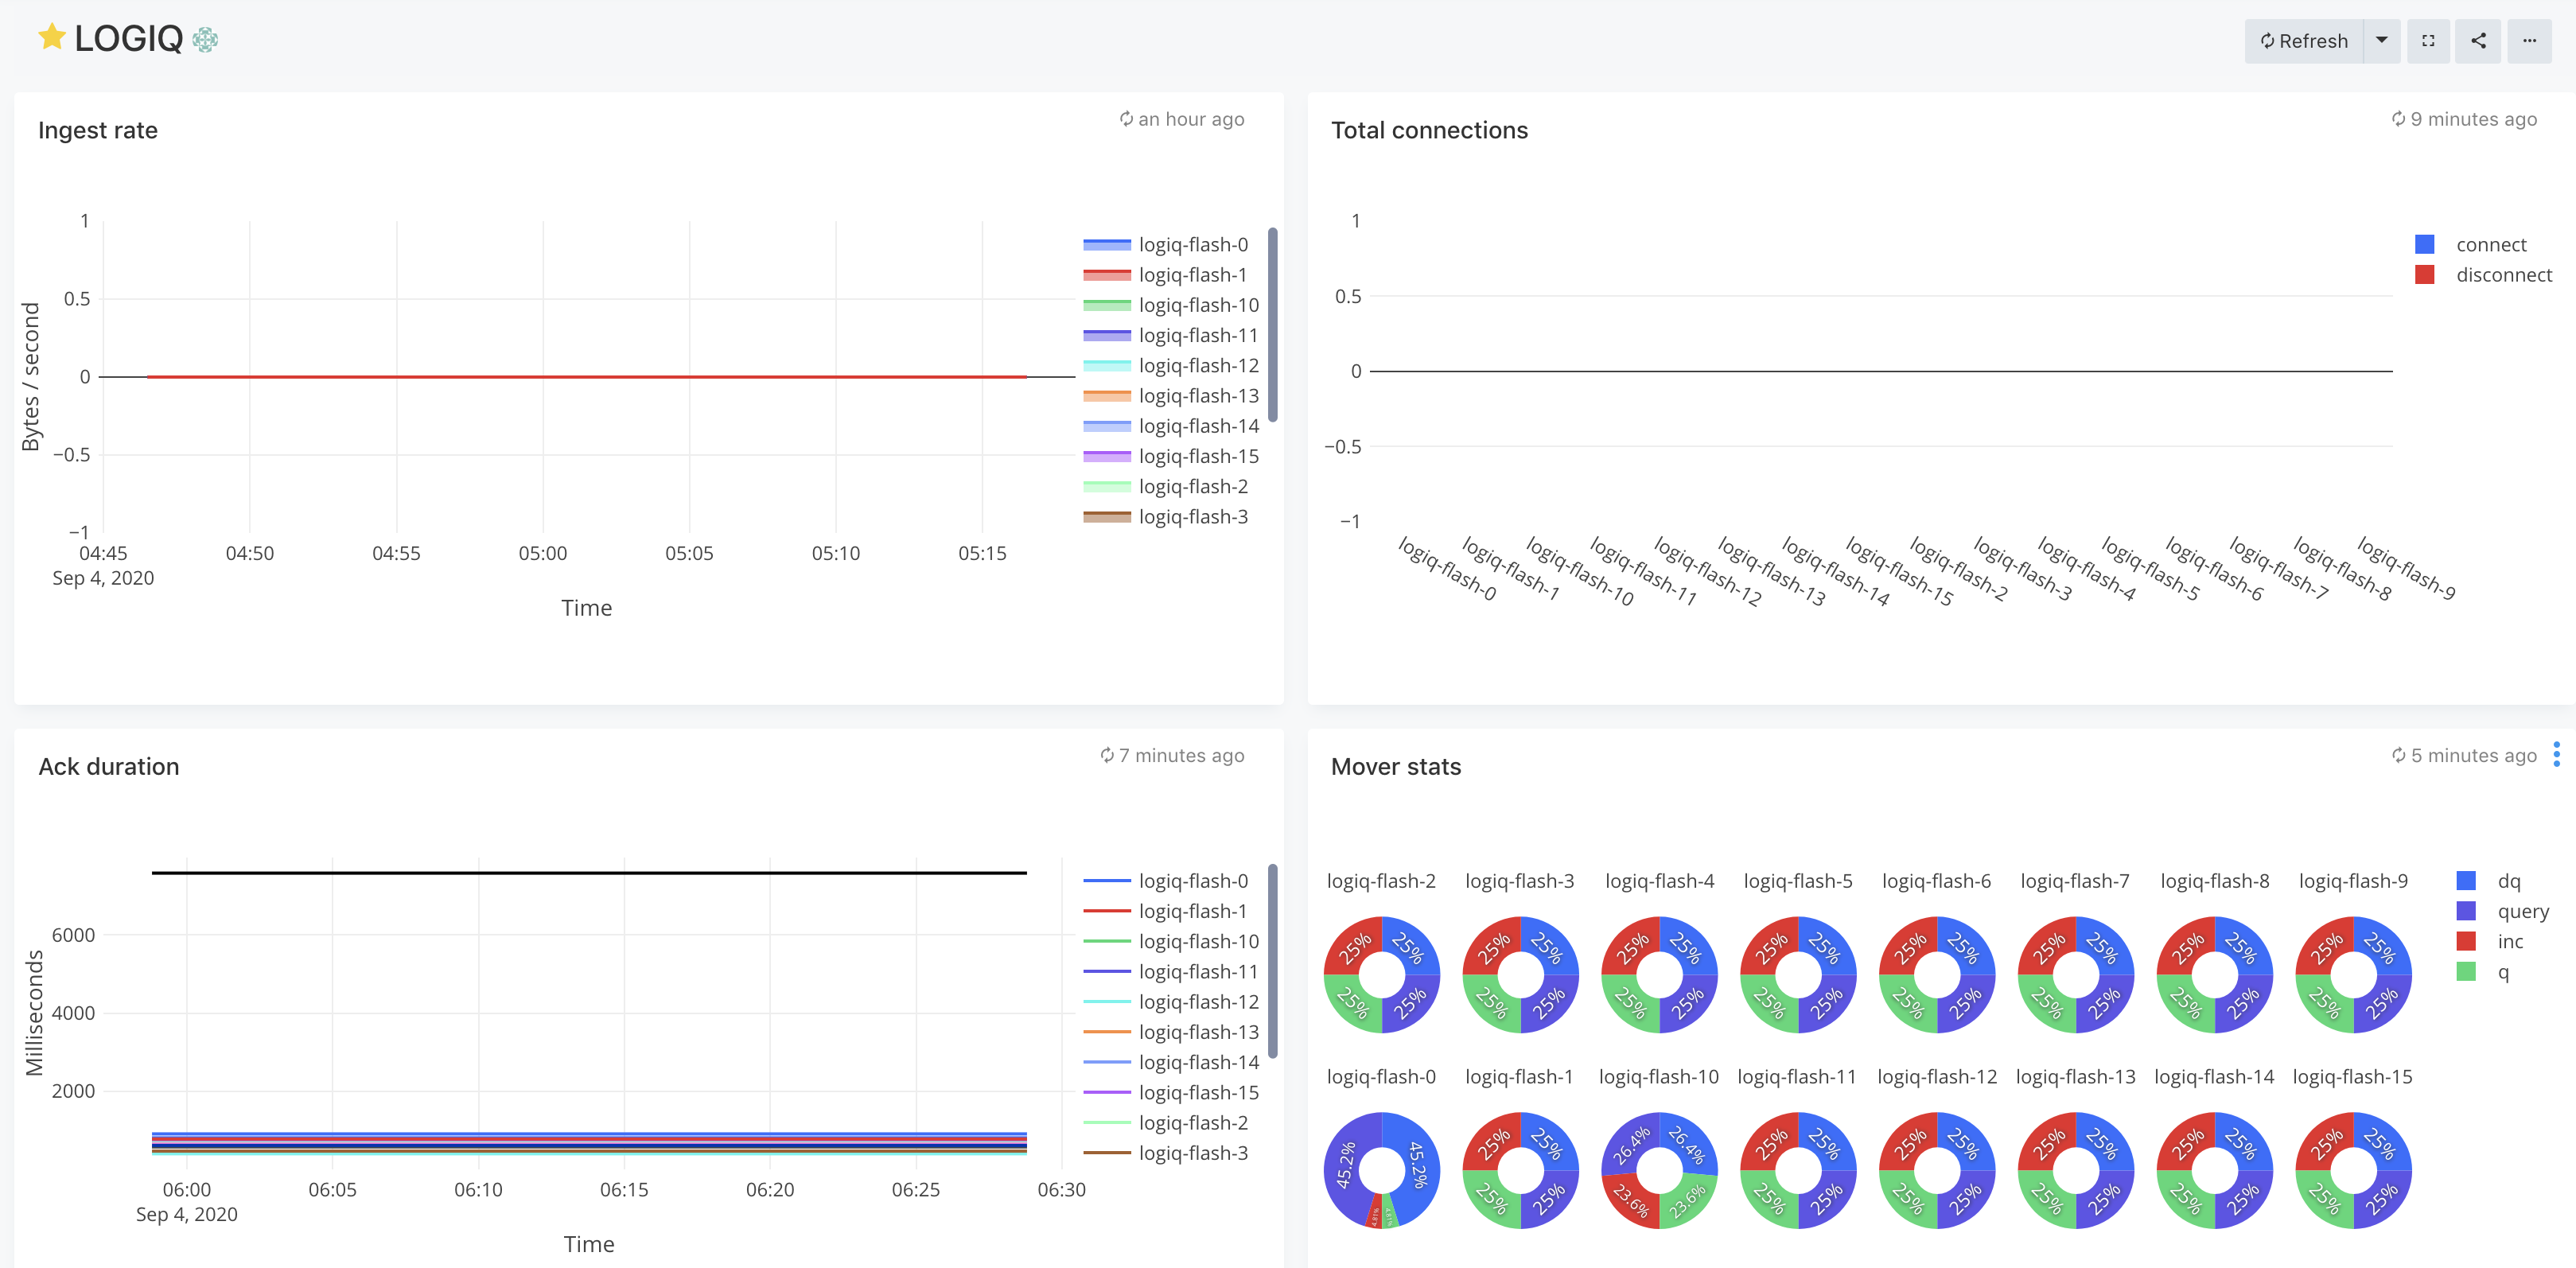 LOGIQ
Refresh
Ingest rate
an hour ago
1
0.5
0
−0.5
−1
Bytes / second
04:45
04:50
04:55
05:00
05:05
05:10
05:15
Sep 4, 2020
Time
logiq-flash-0
logiq-flash-1
logiq-flash-10
logiq-flash-11
logiq-flash-12
logiq-flash-13
logiq-flash-14
logiq-flash-15
logiq-flash-2
logiq-flash-3
Total connections
9 minutes ago
1
0.5
0
−0.5
−1
logiq-flash-0
logiq-flash-1
logiq-flash-10
logiq-flash-11
logiq-flash-12
logiq-flash-13
logiq-flash-14
logiq-flash-15
logiq-flash-2
logiq-flash-3
logiq-flash-4
logiq-flash-5
logiq-flash-6
logiq-flash-7
logiq-flash-8
logiq-flash-9
connect
disconnect
Ack duration
7 minutes ago
6000
4000
2000
Milliseconds
06:00
06:05
06:10
06:15
06:20
06:25
06:30
Sep 4, 2020
Time
logiq-flash-0
logiq-flash-1
logiq-flash-10
logiq-flash-11
logiq-flash-12
logiq-flash-13
logiq-flash-14
logiq-flash-15
logiq-flash-2
logiq-flash-3
Mover stats
5 minutes ago
logiq-flash-2
25%
25%
25%
25%
logiq-flash-3
25%
25%
25%
25%
logiq-flash-4
25%
25%
25%
25%
logiq-flash-5
25%
25%
25%
25%
logiq-flash-6
25%
25%
25%
25%
logiq-flash-7
25%
25%
25%
25%
logiq-flash-8
25%
25%
25%
25%
logiq-flash-9
25%
25%
25%
25%
logiq-flash-0
45.2%
45.2%
4.81%
4.81%
logiq-flash-1
25%
25%
25%
25%
logiq-flash-10
26.4%
26.4%
23.6%
23.6%
logiq-flash-11
25%
25%
25%
25%
logiq-flash-12
25%
25%
25%
25%
logiq-flash-13
25%
25%
25%
25%
logiq-flash-14
25%
25%
25%
25%
logiq-flash-15
25%
25%
25%
25%
dq
query
inc
q